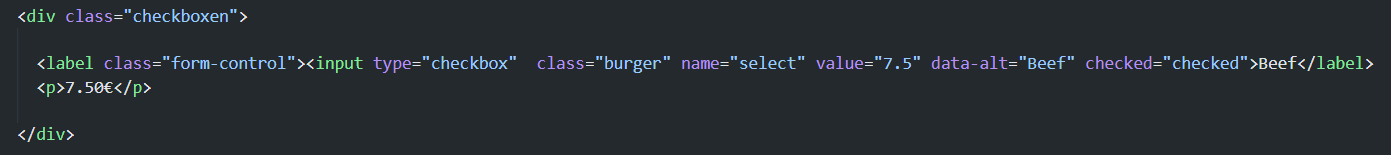 <div class="checkboxen">
<label class="form-control"><input type="checkbox"  class="burger" name="select" value="7.5" data-alt="Beef" checked="checked">Beef</label>
<p>7.50€</p>
</div>